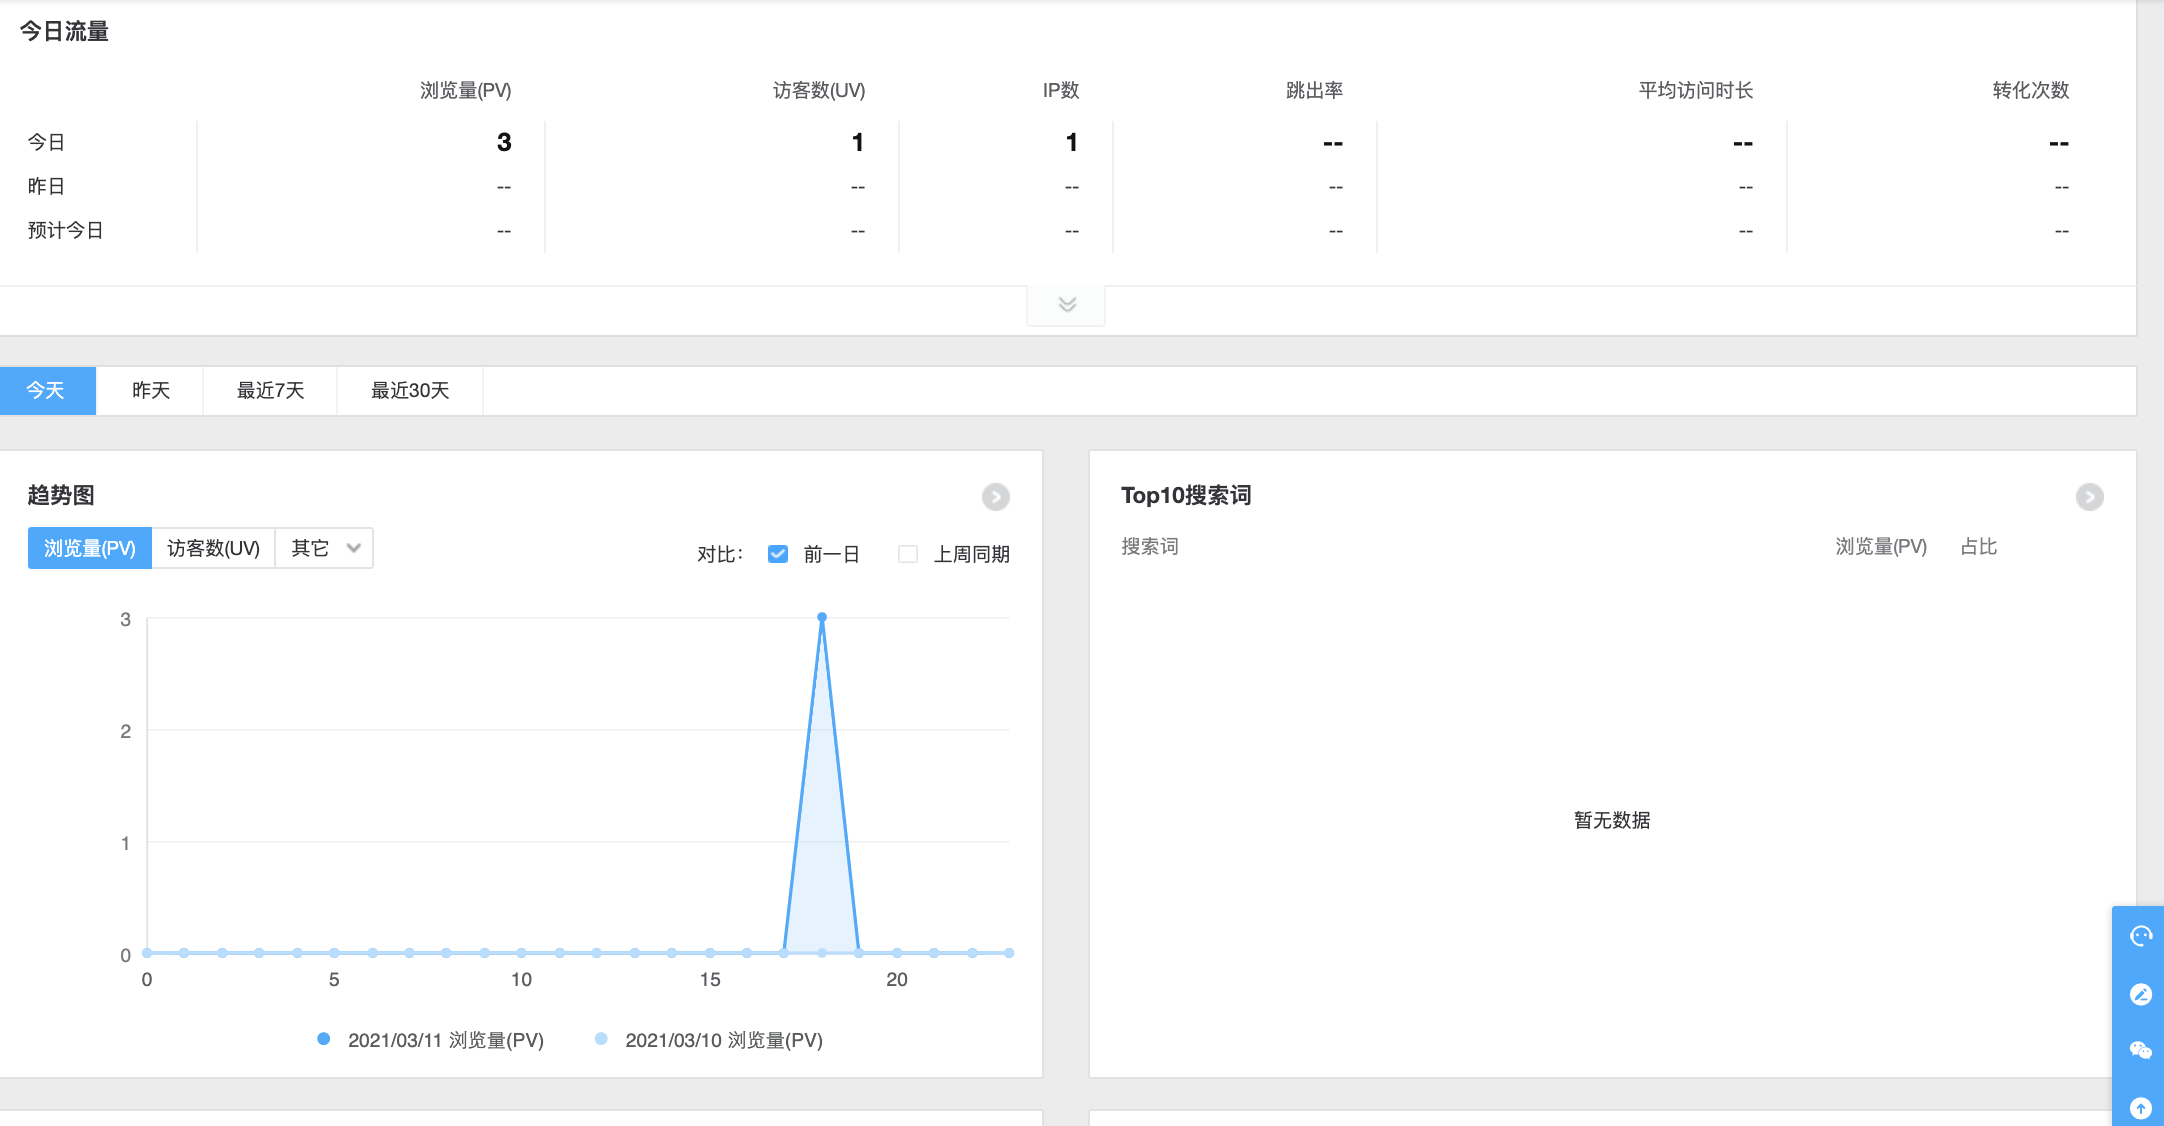 今日流量
浏览量(PV) 访客数(UV) IP数 跳出率 平均访问时长 转化次数
今日 3 1 1 -- -- --
昨日 -- -- -- -- -- --
预计今日 -- -- -- -- -- --
今天 昨天 最近7天 最近30天
趋势图
浏览量(PV) 访客数(UV) 其它
对比: 前一日 上周同期
3
2
1
0
0 5 10 15 20
2021/03/11 浏览量(PV) 2021/03/10 浏览量(PV)
Top10搜索词
搜索词 浏览量(PV) 占比
暂无数据